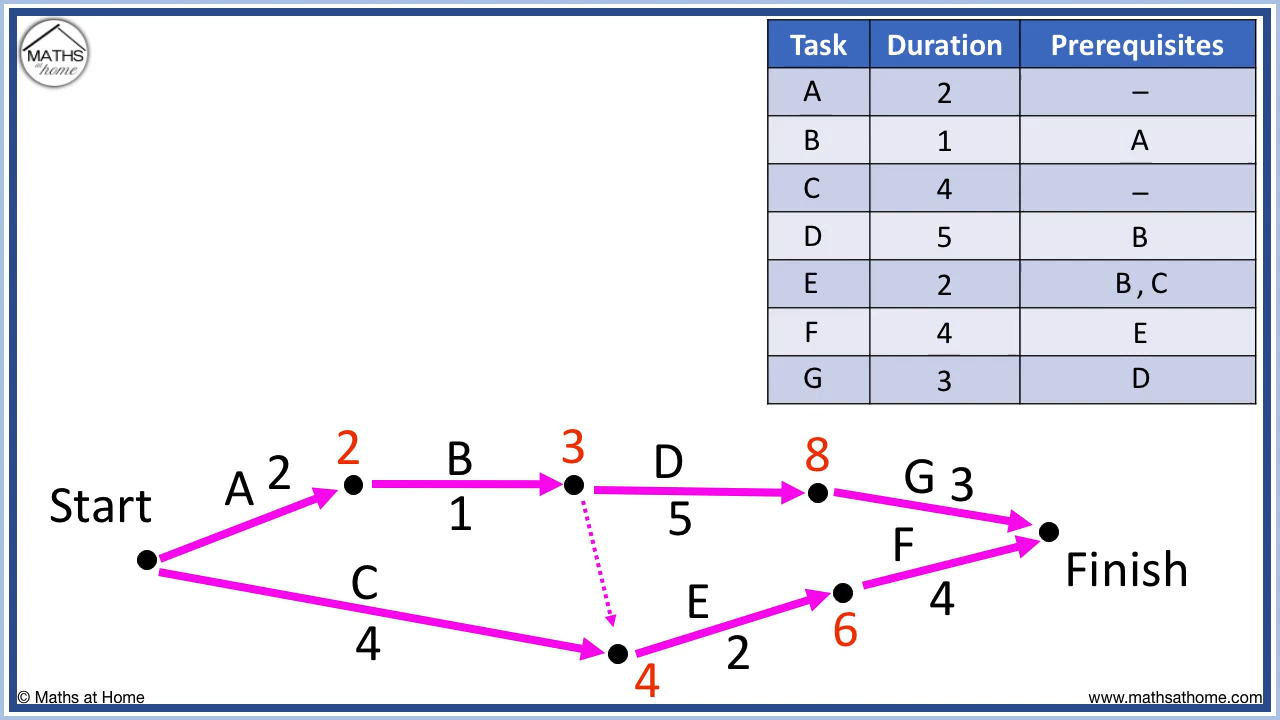 MATHS
at
home
Task Duration Prerequisites
A 2 –
B 1 A
C 4 –
D 5 B
E 2 B , C
F 4 E
G 3 D
2 B 3 D 8
A 2 G 3
Start 1 5
F
C Finish
4 E 4
2 6
4
© Maths at Home www.mathsathome.com